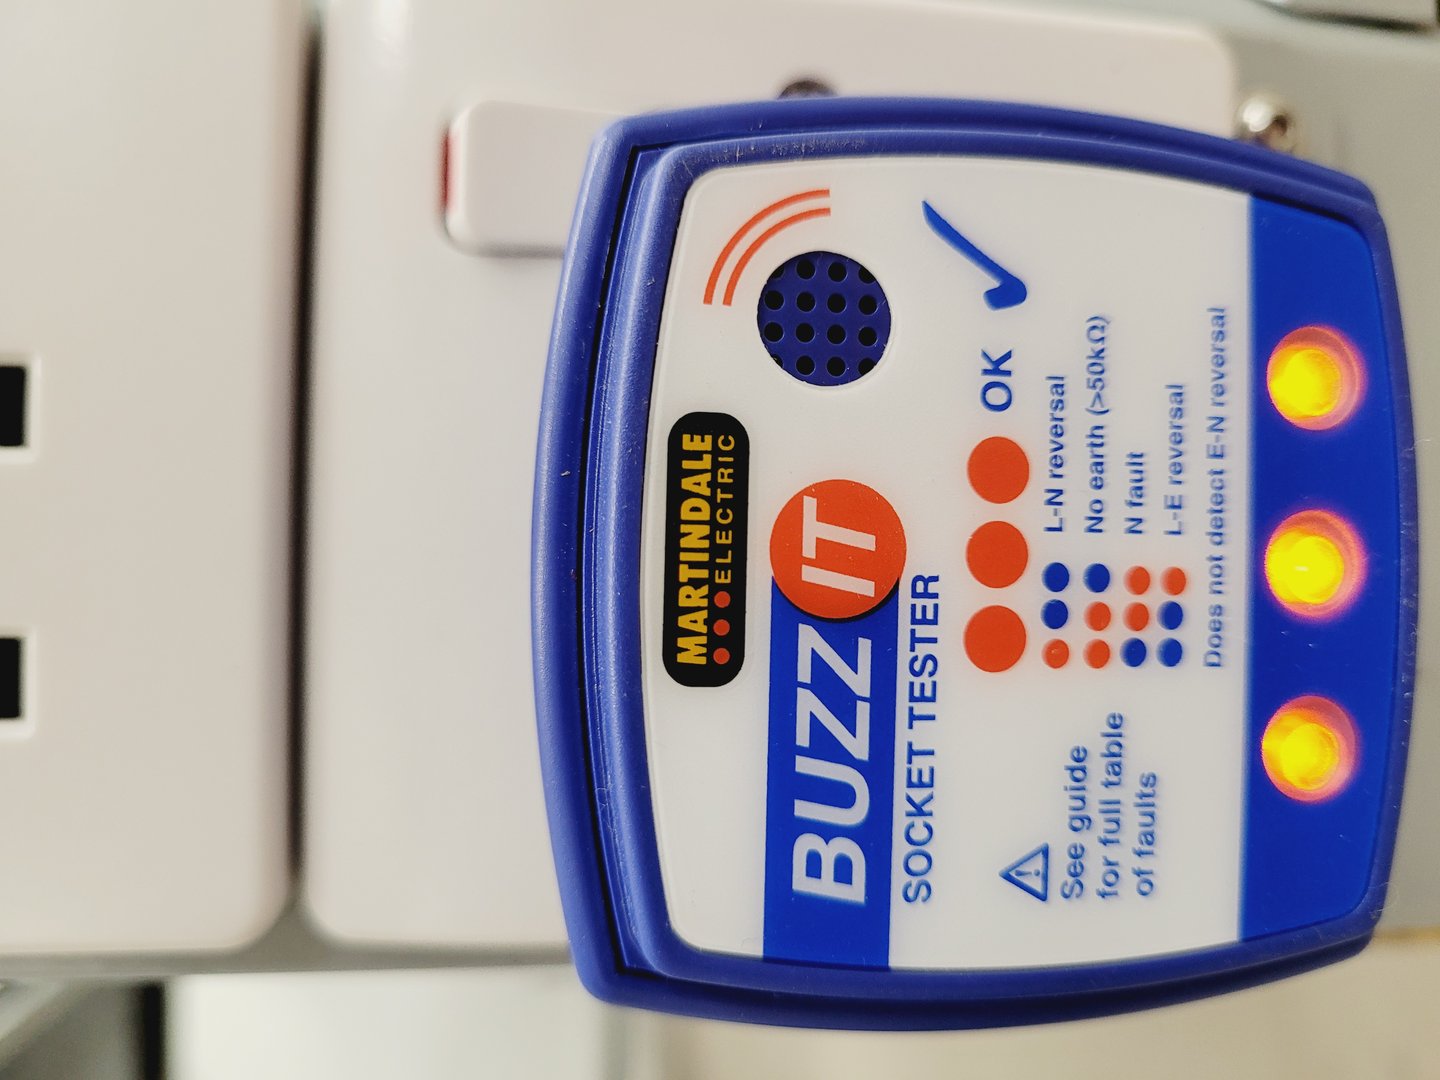 MARTINDALE
ELECTRIC
BUZZ IT
SOCKET TESTER
OK
L-N reversal
No earth (>50kΩ)
N fault
L-E reversal
Does not detect E-N reversal
See guide
for full table
of faults